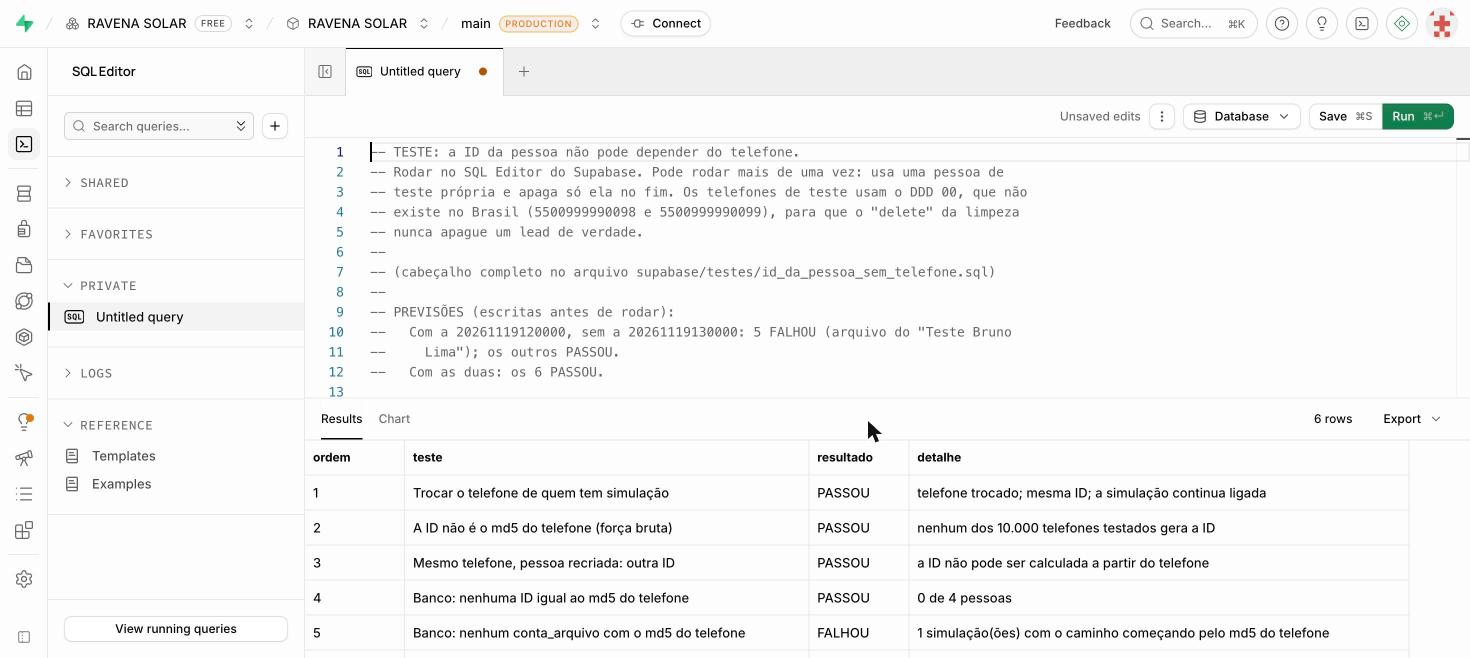 RAVENA SOLAR FREE RAVENA SOLAR main PRODUCTION Connect Feedback Search... ⌘K
SQL Editor
SQL Untitled query
Search queries...
Unsaved edits Database Save ⌘S Run ⌘↵
SHARED
FAVORITES
PRIVATE
SQL Untitled query
LOGS
REFERENCE
Templates
Examples
View running queries
1 -- TESTE: a ID da pessoa não pode depender do telefone.
2 -- Rodar no SQL Editor do Supabase. Pode rodar mais de uma vez: usa uma pessoa de
3 -- teste própria e apaga só ela no fim. Os telefones de teste usam o DDD 00, que não
4 -- existe no Brasil (5500999990098 e 5500999990099), para que o "delete" da limpeza
5 -- nunca apague um lead de verdade.
6 --
7 -- (cabeçalho completo no arquivo supabase/testes/id_da_pessoa_sem_telefone.sql)
8 --
9 -- PREVISÕES (escritas antes de rodar):
10 --   Com a 20261119120000, sem a 20261119130000: 5 FALHOU (arquivo do "Teste Bruno
11 --     Lima"); os outros PASSOU.
12 --   Com as duas: os 6 PASSOU.
13
Results Chart 6 rows Export
ordem teste resultado detalhe
1 Trocar o telefone de quem tem simulação PASSOU telefone trocado; mesma ID; a simulação continua ligada
2 A ID não é o md5 do telefone (força bruta) PASSOU nenhum dos 10.000 telefones testados gera a ID
3 Mesmo telefone, pessoa recriada: outra ID PASSOU a ID não pode ser calculada a partir do telefone
4 Banco: nenhuma ID igual ao md5 do telefone PASSOU 0 de 4 pessoas
5 Banco: nenhum conta_arquivo com o md5 do telefone FALHOU 1 simulação(ões) com o caminho começando pelo md5 do telefone